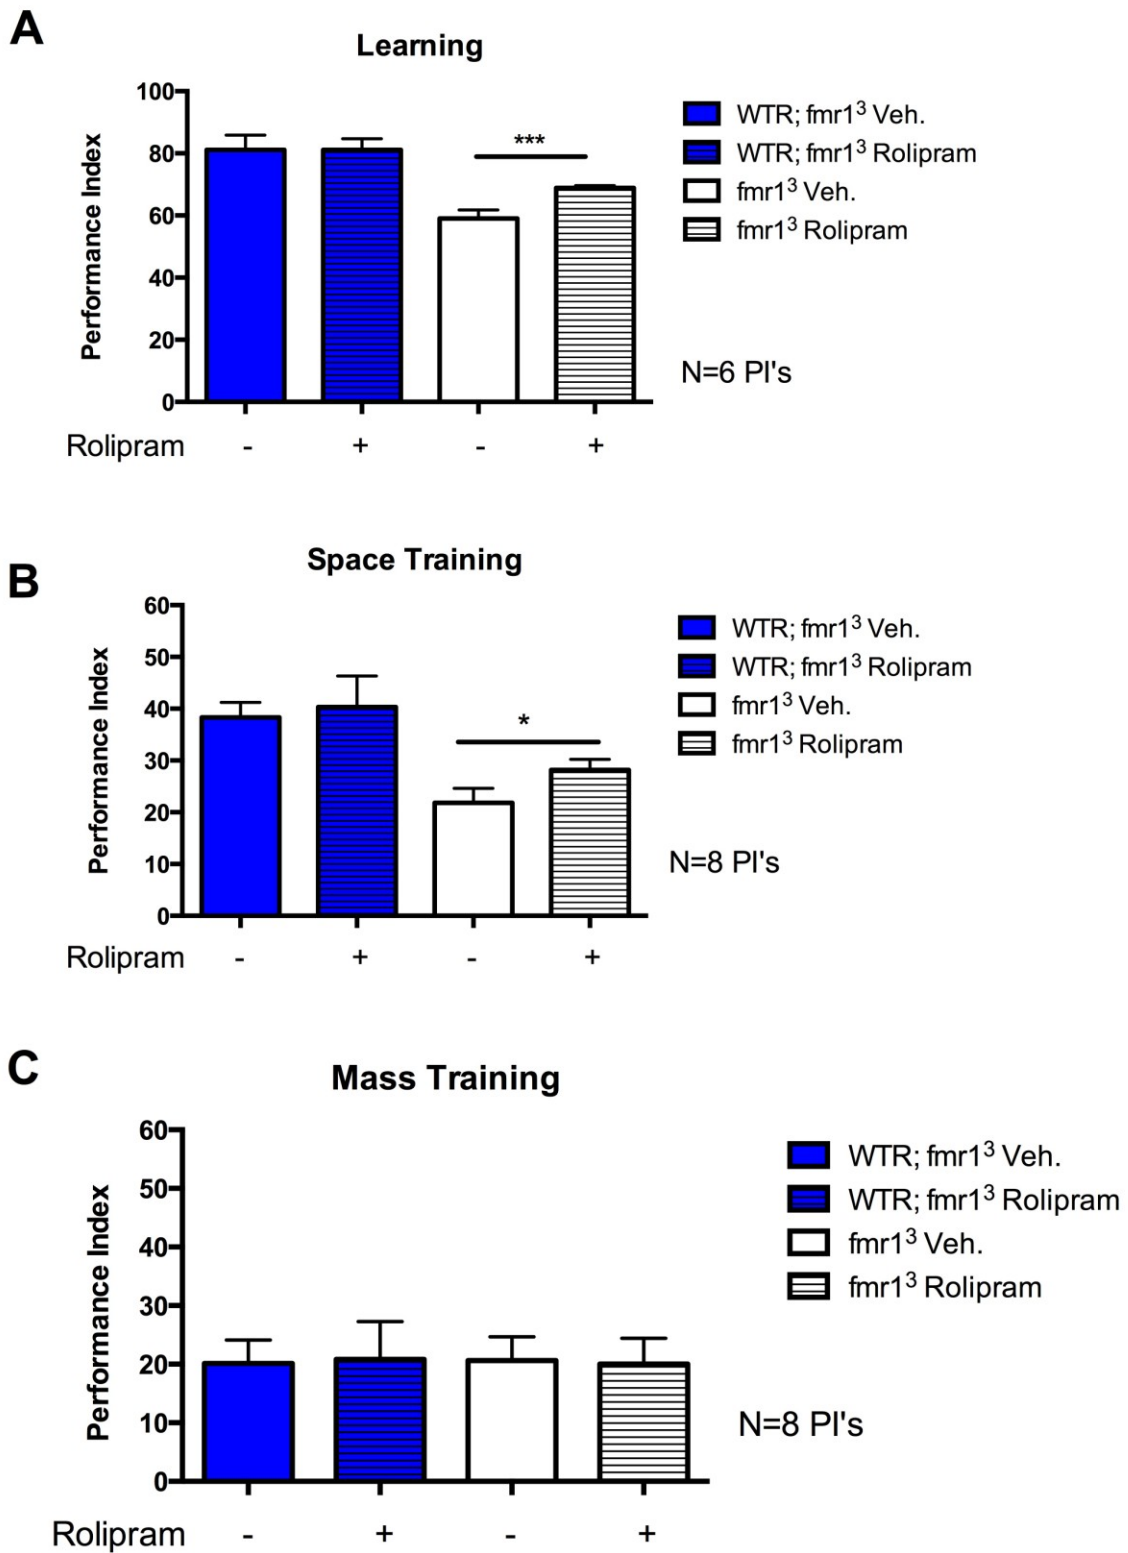 A
Learning
Performance Index
100
80
60
40
20
0
***
WTR; fmr1³ Veh.
WTR; fmr1³ Rolipram
fmr1³ Veh.
fmr1³ Rolipram
N=6 PI's
Rolipram - + - +
B
Space Training
Performance Index
60
50
40
30
20
10
0
*
WTR; fmr1³ Veh.
WTR; fmr1³ Rolipram
fmr1³ Veh.
fmr1³ Rolipram
N=8 PI's
Rolipram - + - +
C
Mass Training
Performance Index
60
50
40
30
20
10
0
WTR; fmr1³ Veh.
WTR; fmr1³ Rolipram
fmr1³ Veh.
fmr1³ Rolipram
N=8 PI's
Rolipram - + - +